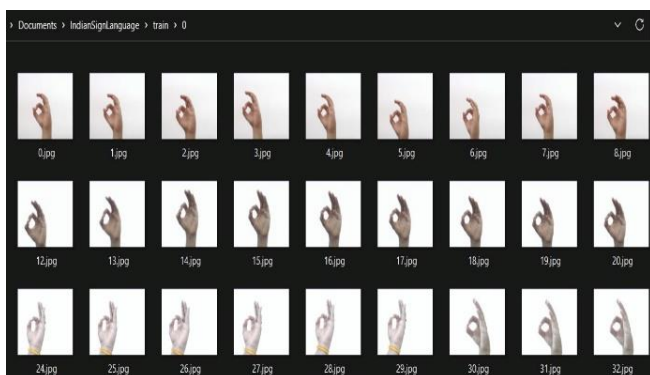 › Documents › IndianSignLanguage › train › 0
0.jpg 1.jpg 2.jpg 3.jpg 4.jpg 5.jpg 6.jpg 7.jpg 8.jpg
12.jpg 13.jpg 14.jpg 15.jpg 16.jpg 17.jpg 18.jpg 19.jpg 20.jpg
24.jpg 25.jpg 26.jpg 27.jpg 28.jpg 29.jpg 30.jpg 31.jpg 32.jpg